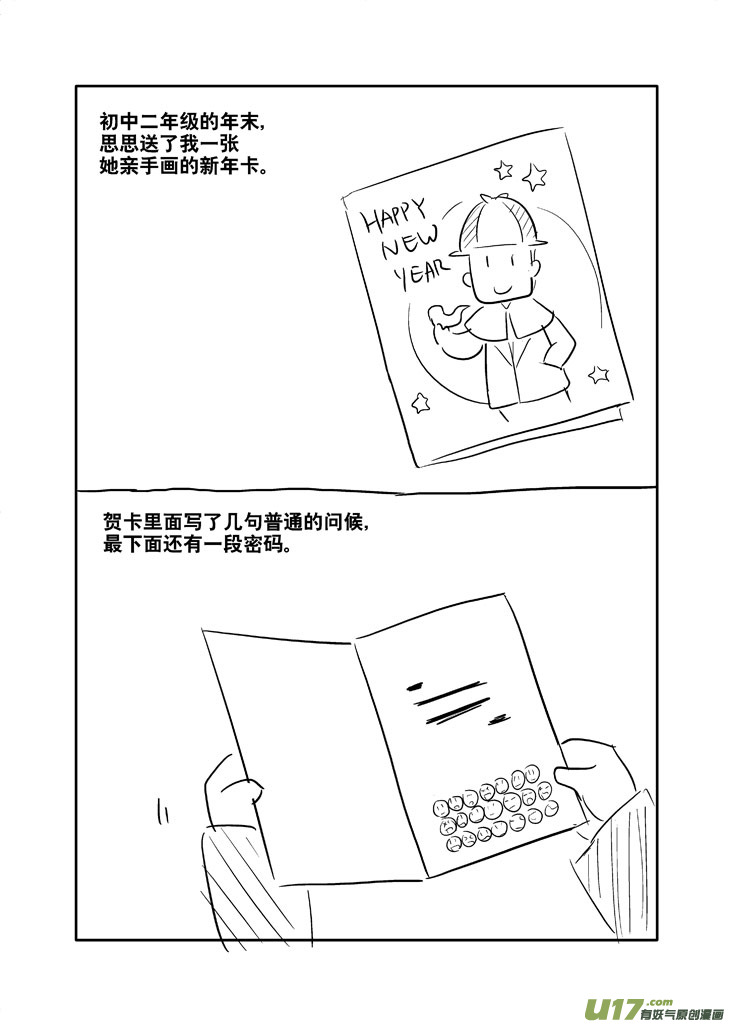 初中二年级的年末，
思思送了我一张
她亲手画的新年卡。
HAPPY
NEW
YEAR
贺卡里面写了几句普通的问候，
最下面还有一段密码。
U17.com
有妖气原创漫画